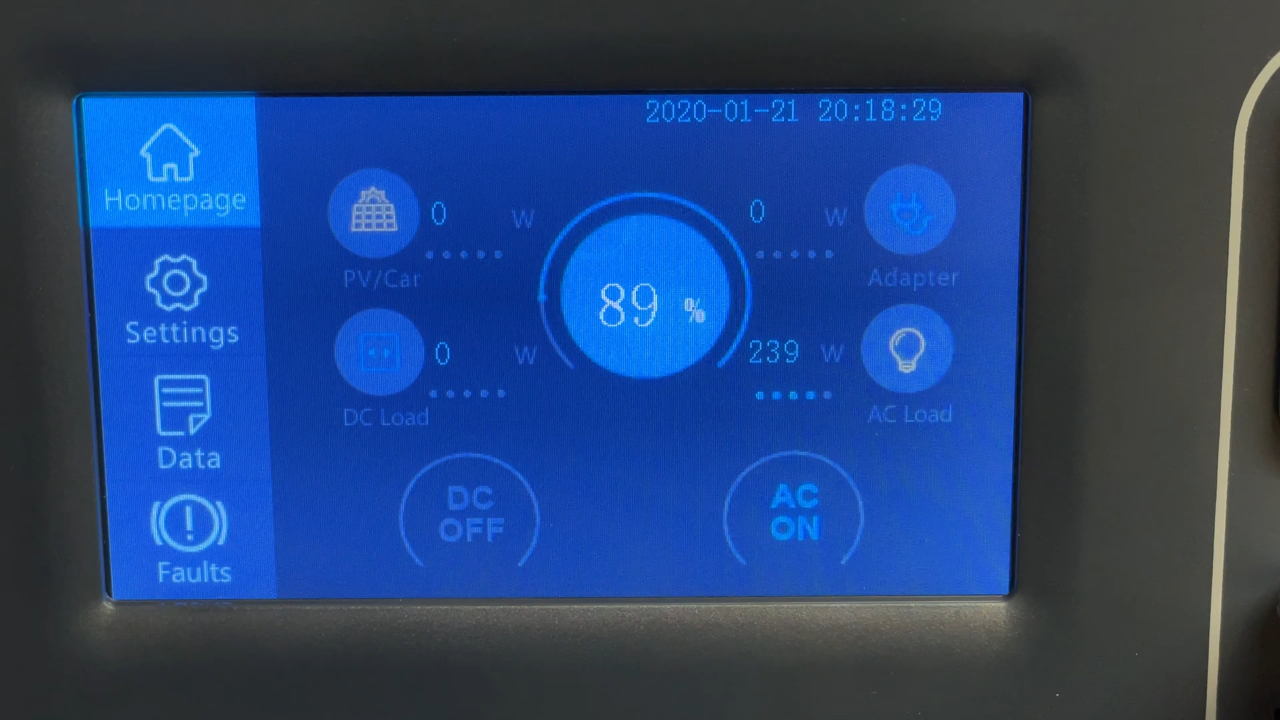 2020-01-21 20:18:29
Homepage
0 W
0 W
PV/Car
Adapter
89 %
Settings
0 W
239 W
DC Load
AC Load
Data
DC
OFF
AC
ON
Faults